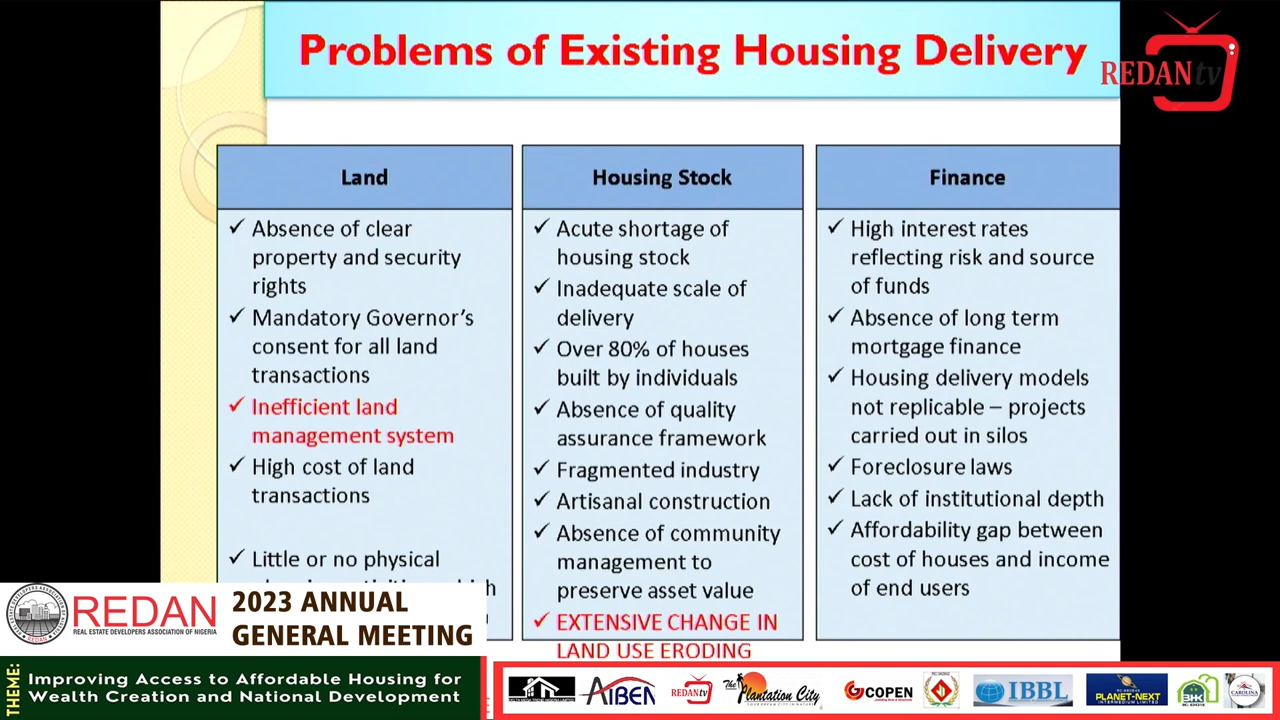 Problems of Existing Housing Delivery
REDANtv
Land
✓ Absence of clear
property and security
rights
✓ Mandatory Governor's
consent for all land
transactions
✓ Inefficient land
management system
✓ High cost of land
transactions
✓ Little or no physical
Housing Stock
✓ Acute shortage of
housing stock
✓ Inadequate scale of
delivery
✓ Over 80% of houses
built by individuals
✓ Absence of quality
assurance framework
✓ Fragmented industry
✓ Artisanal construction
✓ Absence of community
management to
preserve asset value
✓ EXTENSIVE CHANGE IN
LAND USE ERODING
Finance
✓ High interest rates
reflecting risk and source
of funds
✓ Absence of long term
mortgage finance
✓ Housing delivery models
not replicable – projects
carried out in silos
✓ Foreclosure laws
✓ Lack of institutional depth
✓ Affordability gap between
cost of houses and income
of end users
REDAN
REAL ESTATE DEVELOPERS ASSOCIATION OF NIGERIA
2023 ANNUAL
GENERAL MEETING
THEME:
Improving Access to Affordable Housing for
Wealth Creation and National Development
AIBEN
REDANtv
The Plantation City
COPEN
IBBL
PLANET-NEXT
INTERMEDIUM LIMITED
BHK
CAROLINA